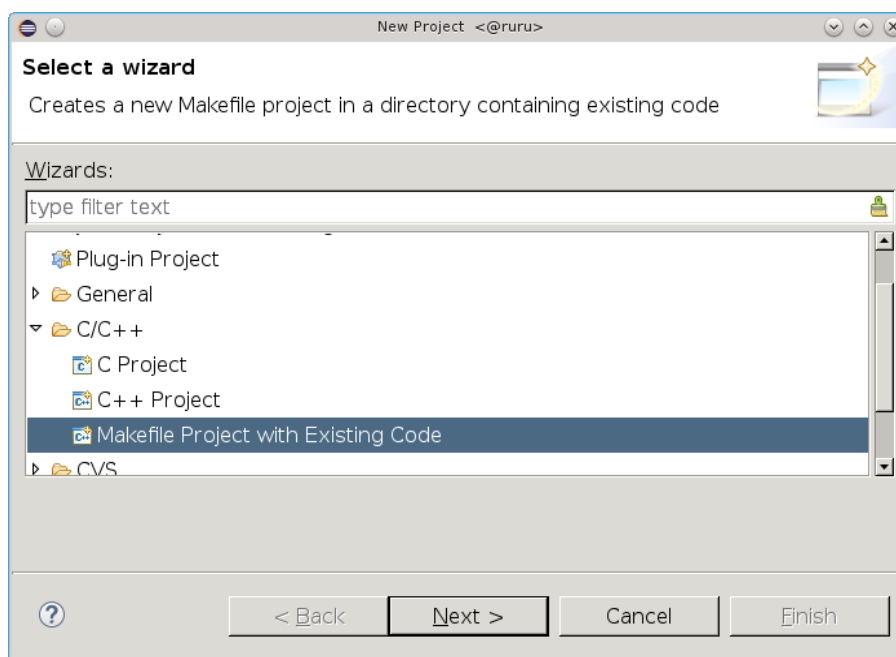 New Project <@ruru>
Select a wizard
Creates a new Makefile project in a directory containing existing code
Wizards:
type filter text
Plug-in Project
General
C/C++
C Project
C++ Project
Makefile Project with Existing Code
CVS
< Back
Next >
Cancel
Finish